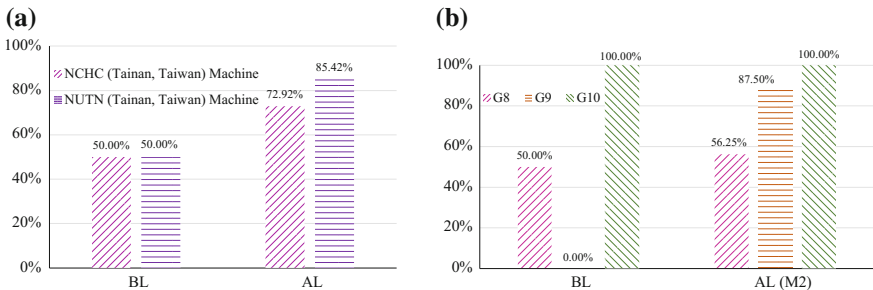 (a)
100%
80%
60%
40%
20%
0%
NCHC (Tainan, Taiwan) Machine
NUTN (Tainan, Taiwan) Machine
50.00%
50.00%
72.92%
85.42%
BL
AL
(b)
100%
80%
60%
40%
20%
0%
G8
G9
G10
50.00%
0.00%
100.00%
56.25%
87.50%
100.00%
BL
AL (M2)